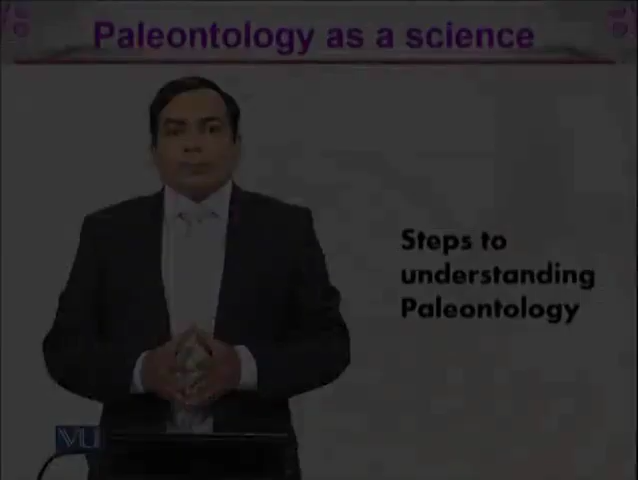 Paleontology as a science
Steps to
understanding
Paleontology
VU